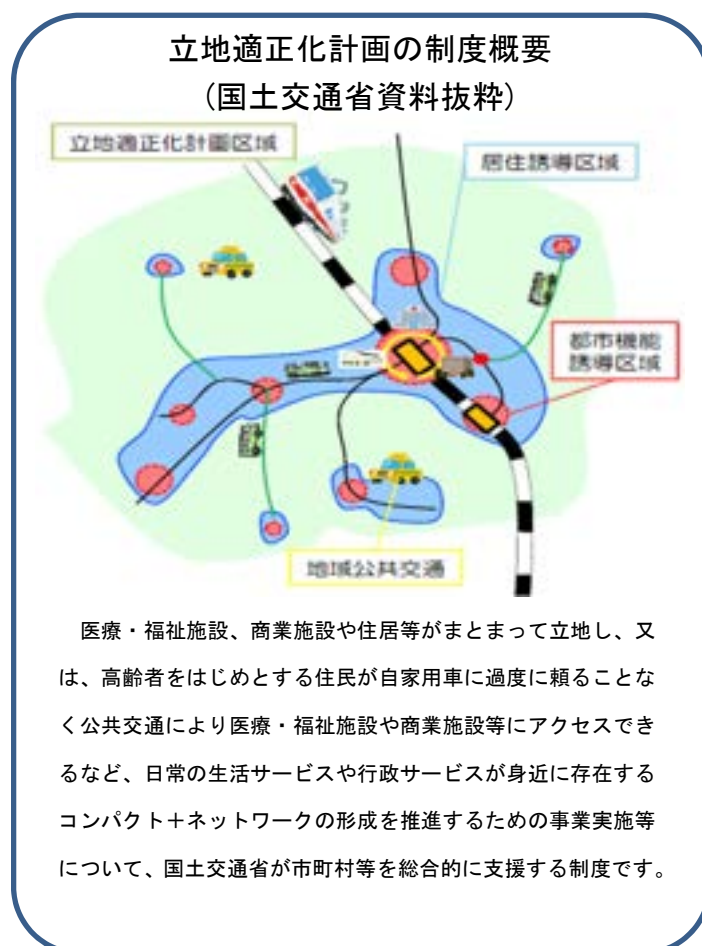 立地適正化計画の制度概要
（国土交通省資料抜粋）
立地適正化計画区域
居住誘導区域
都市機能
誘導区域
地域公共交通
医療・福祉施設、商業施設や住居等がまとまって立地し、又
は、高齢者をはじめとする住民が自家用車に過度に頼ることな
く公共交通により医療・福祉施設や商業施設等にアクセスでき
るなど、日常の生活サービスや行政サービスが身近に存在する
コンパクト＋ネットワークの形成を推進するための事業実施等
について、国土交通省が市町村等を総合的に支援する制度です。